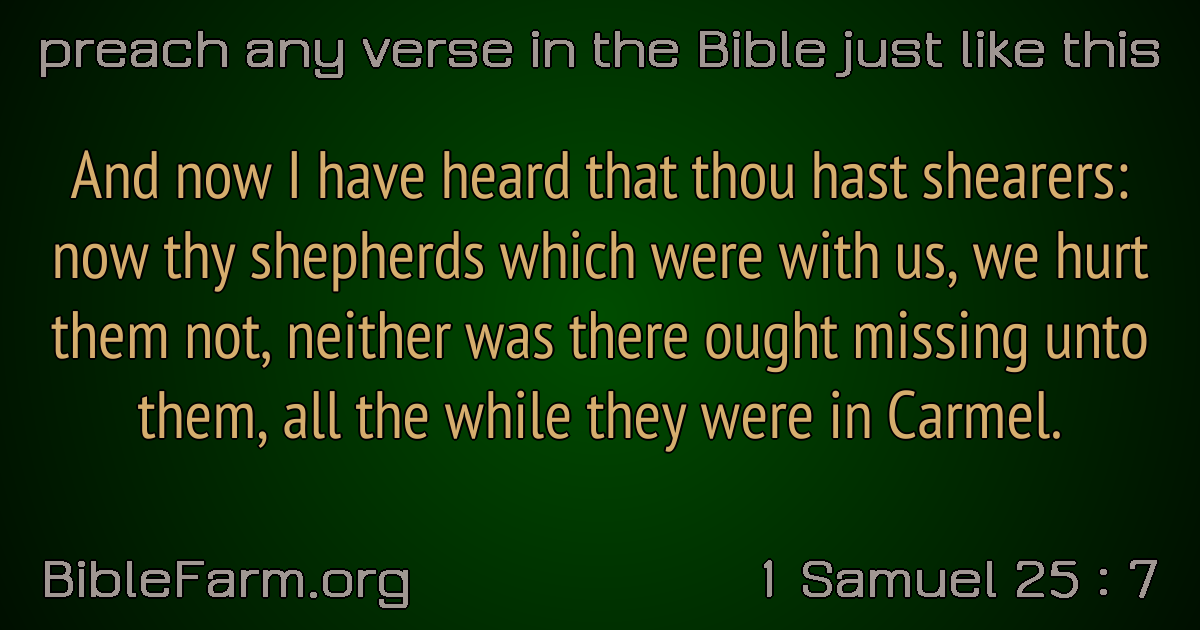 preach any verse in the Bible just like this
And now I have heard that thou hast shearers:
now thy shepherds which were with us, we hurt
them not, neither was there ought missing unto
them, all the while they were in Carmel.
BibleFarm.org
1 Samuel 25 : 7